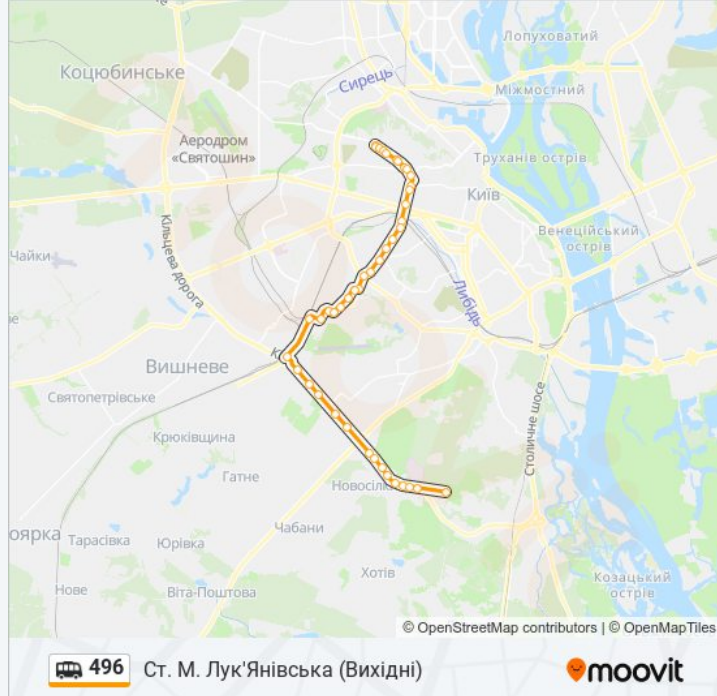 Лопуховатий
Коцюбинське
Сирець
Міжмостний
Аеродром
«Святошин»
Труханів острів
Київ
Кільцева дорога
Венеційський
острів
Чайки
Либідь
Вишневе
Святопетрівське
Столичне шосе
Крюківщина
Гатне
Новосілк
Чабани
оярка
Тарасівка
Юрівка
Хотів
Козацький
острів
Нове
Віта-Поштова
© OpenStreetMap contributors | © OpenMapTiles
496
Ст. М. Лук'Янівська (Вихідні)
moovit